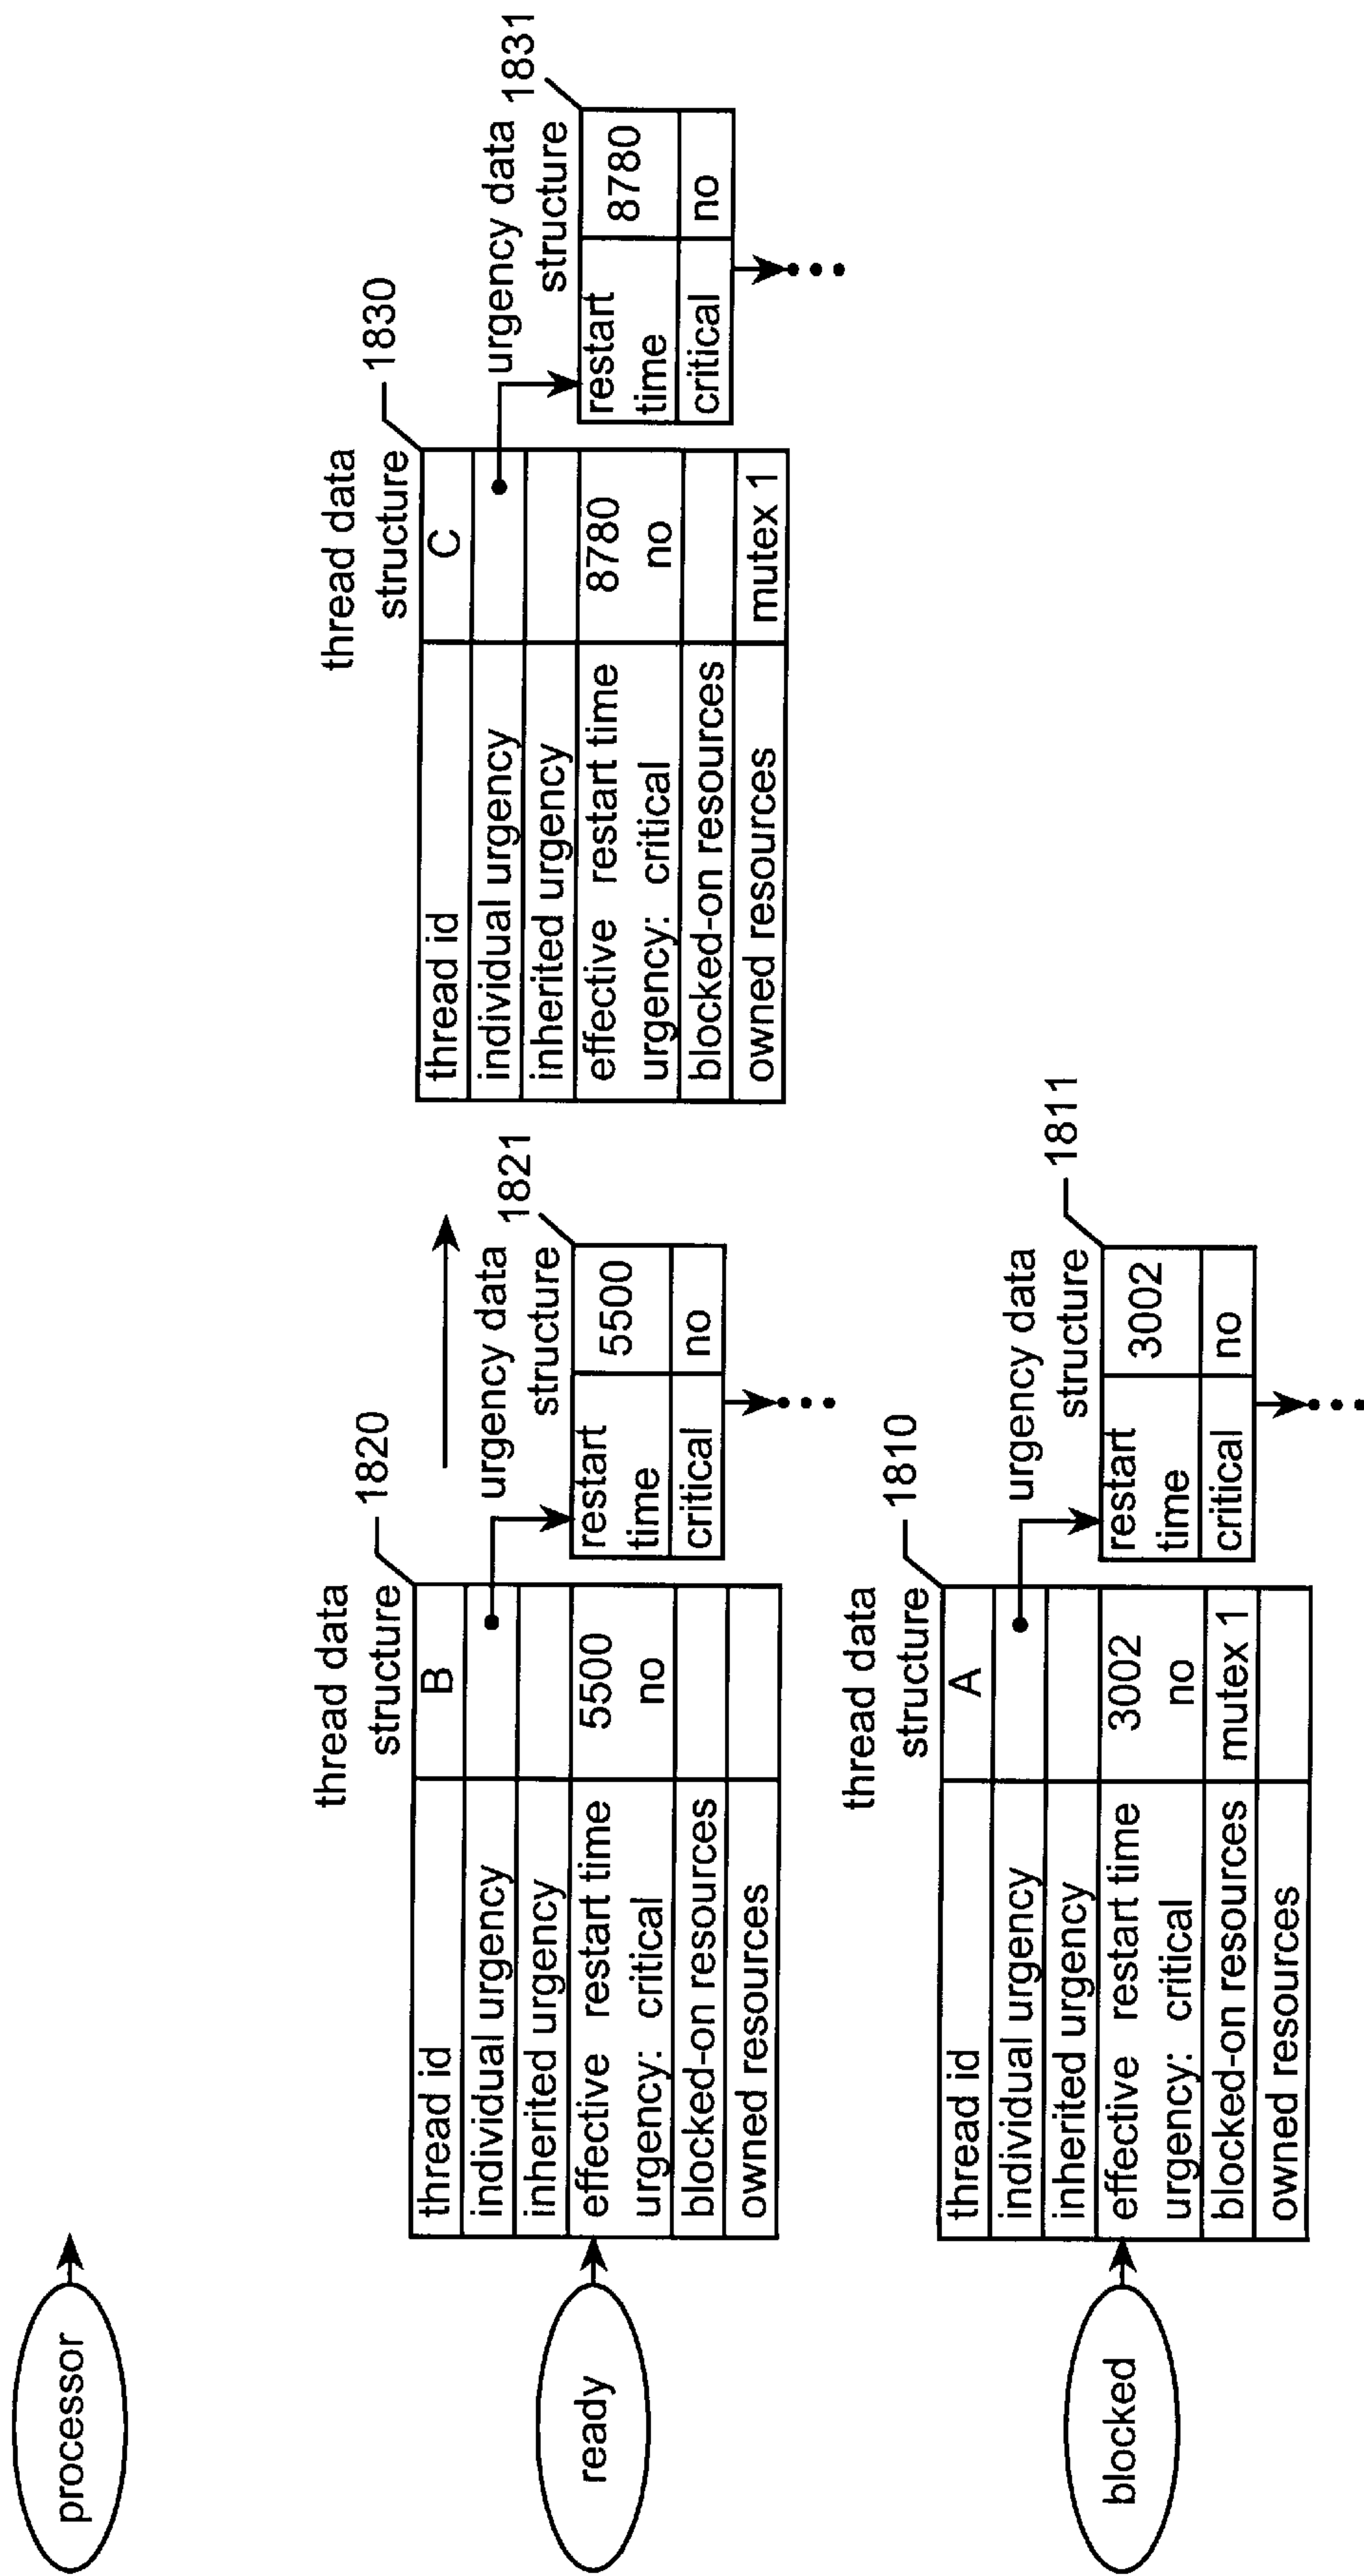 processor
thread data
structure
1820
thread id B
individual urgency
inherited urgency
effective restart time 5500
urgency: critical no
blocked-on resources
owned resources
urgency data
structure
1821
restart
time
5500
critical no
thread data
structure
1830
thread id C
individual urgency
inherited urgency
effective restart time 8780
urgency: critical no
blocked-on resources
owned resources mutex 1
urgency data
structure
1831
restart
time
8780
critical no
ready
thread data
structure
1810
thread id A
individual urgency
inherited urgency
effective restart time 3002
urgency: critical no
blocked-on resources mutex 1
owned resources
urgency data
structure
1811
restart
time
3002
critical no
blocked